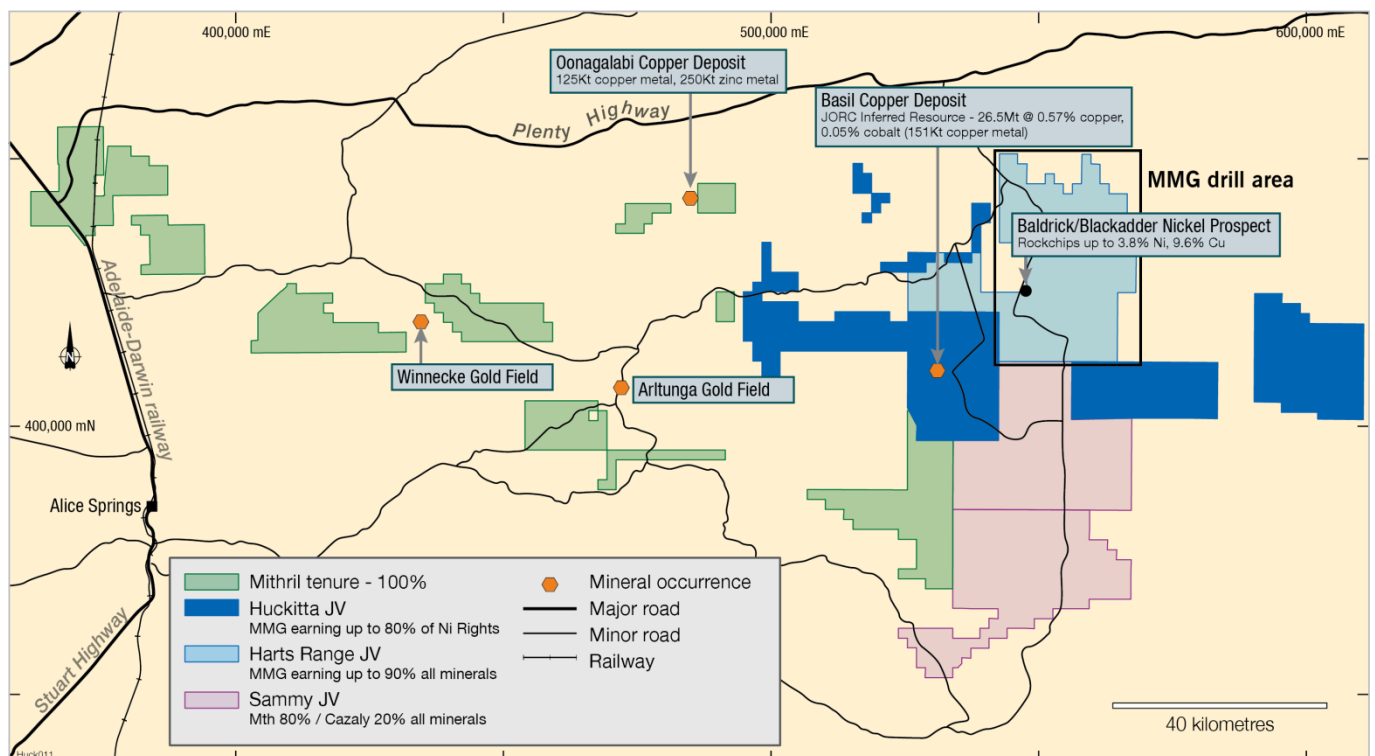 400,000 mE
500,000 mE
600,000 mE
Oonagalabi Copper Deposit
125Kt copper metal, 250Kt zinc metal
Basil Copper Deposit
JORC Inferred Resource - 26.5Mt @ 0.57% copper,
0.05% cobalt (151Kt copper metal)
Plenty Highway
MMG drill area
Baldrick/Blackadder Nickel Prospect
Rockchips up to 3.8% Ni, 9.6% Cu
Adelaide-Darwin railway
N
Winnecke Gold Field
Arltunga Gold Field
400,000 mN
Alice Springs
Stuart Highway
Mithril tenure - 100%
Huckitta JV
MMG earning up to 80% of Ni Rights
Harts Range JV
MMG earning up to 90% all minerals
Sammy JV
Mth 80% / Cazaly 20% all minerals
Mineral occurrence
Major road
Minor road
Railway
40 kilometres
Huck011